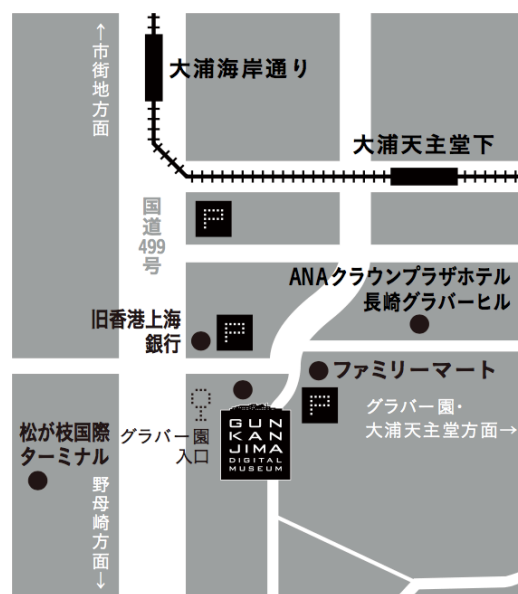 ↑市街地方面
大浦海岸通り
大浦天主堂下
国道499号
P
ANAクラウンプラザホテル
長崎グラバーヒル
旧香港上海
銀行
P
ファミリーマート
P
グラバー園・
大浦天主堂方面→
グラバー園
入口
GUN
KAN
JIMA
DIGITAL
MUSEUM
松が枝国際
ターミナル
野母崎方面↓